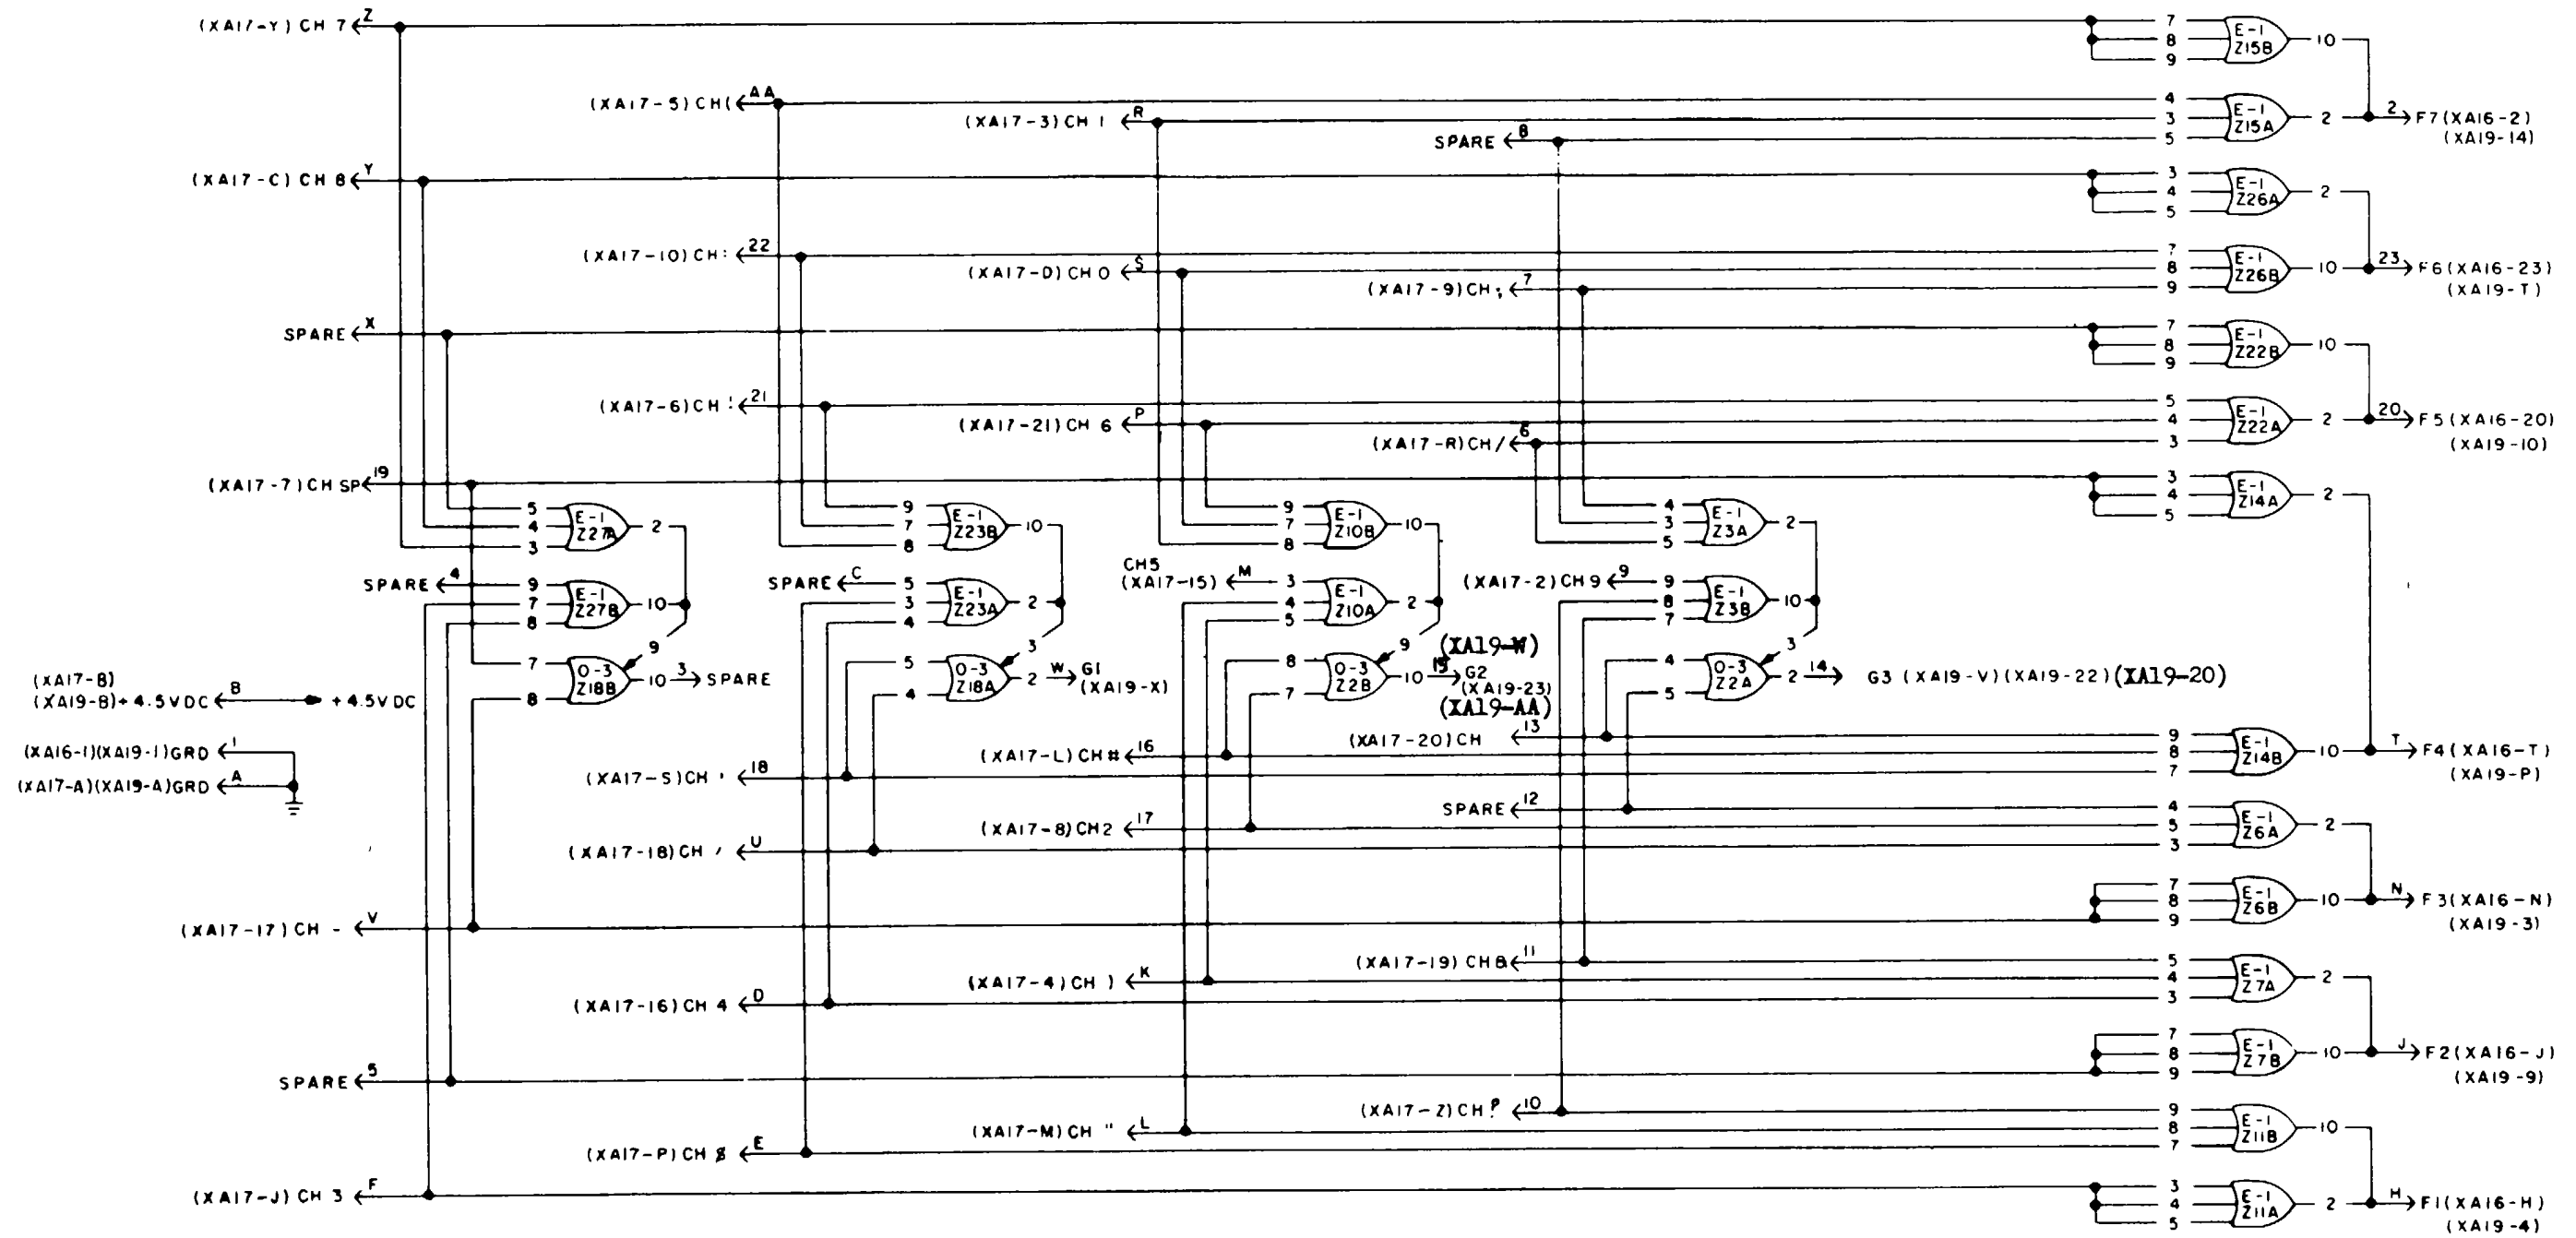 (XA17-Y) CH 7 Z
7
8
9
E-1
Z15B
10
(XA17-5) CH( AA
(XA17-3) CH 1 R
SPARE B
4
3
5
E-1
Z15A
2
2 F7(XA16-2)
(XA19-14)
(XA17-C) CH 8 Y
3
4
5
E-1
Z26A
2
(XA17-10) CH: 22
(XA17-D) CH 0 S
(XA17-9) CH; 7
7
8
9
E-1
Z26B
10
23 F6(XA16-23)
(XA19-T)
SPARE X
7
8
9
E-1
Z22B
10
(XA17-6) CH ! 21
(XA17-21) CH 6 P
(XA17-R) CH/ 6
5
4
3
E-1
Z22A
2
20 F5(XA16-20)
(XA19-10)
(XA17-7) CH SP 19
3
4
5
E-1
Z14A
2
5
4
3
E-1
Z27A
2
9
7
8
E-1
Z23B
10
9
7
8
E-1
Z10B
10
4
3
5
E-1
Z3A
2
SPARE 4
9
7
8
E-1
Z27B
10
SPARE C
5
3
4
E-1
Z23A
2
CH5
(XA17-15) M
3
4
5
E-1
Z10A
2
(XA17-2) CH9 9
9
8
7
E-1
Z3B
10
7
8
9
O-3
Z18B
10
3 SPARE
5
4
3
O-3
Z18A
2
W G1
(XA19-X)
8
7
9
O-3
Z2B
10
(XA19-W)
15 G2
(XA19-23)
(XA19-AA)
4
5
3
O-3
Z2A
2
14 G3 (XA19-V)(XA19-22)(XA19-20)
(XA17-B)
(XA19-B)+4.5VDC B +4.5VDC
(XA16-1)(XA19-1)GRD 1
(XA17-A)(XA19-A)GRD A
(XA17-20) CH 13
(XA17-L) CH# 16
(XA17-S) CH ' 18
9
8
7
E-1
Z14B
10
T F4(XA16-T)
(XA19-P)
SPARE 12
(XA17-8) CH2 17
(XA17-18) CH , U
4
5
3
E-1
Z6A
2
(XA17-17) CH - V
7
8
9
E-1
Z6B
10
N F3(XA16-N)
(XA19-3)
(XA17-19) CH& 11
(XA17-4) CH ) K
(XA17-16) CH 4 D
5
4
3
E-1
Z7A
2
SPARE 5
7
8
9
E-1
Z7B
10
J F2(XA16-J)
(XA19-9)
(XA17-Z) CH? 10
(XA17-M) CH " L
(XA17-P) CH $ E
9
8
7
E-1
Z11B
10
(XA17-J) CH 3 F
3
4
5
E-1
Z11A
2
H F1(XA16-H)
(XA19-4)